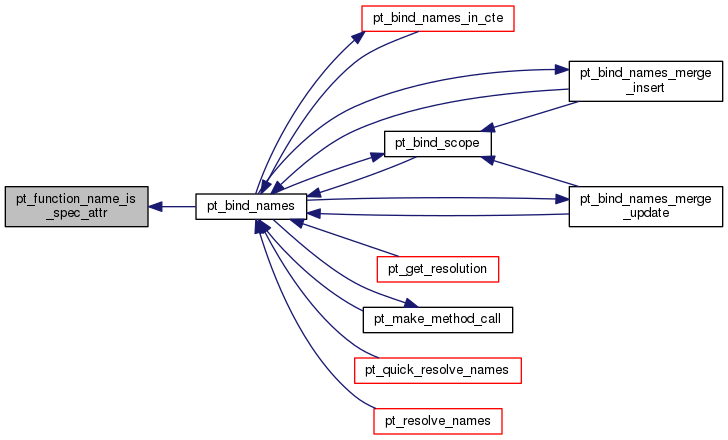 pt_bind_names_in_cte
pt_bind_names_merge
_insert
pt_bind_scope
pt_function_name_is
_spec_attr
pt_bind_names
pt_bind_names_merge
_update
pt_get_resolution
pt_make_method_call
pt_quick_resolve_names
pt_resolve_names